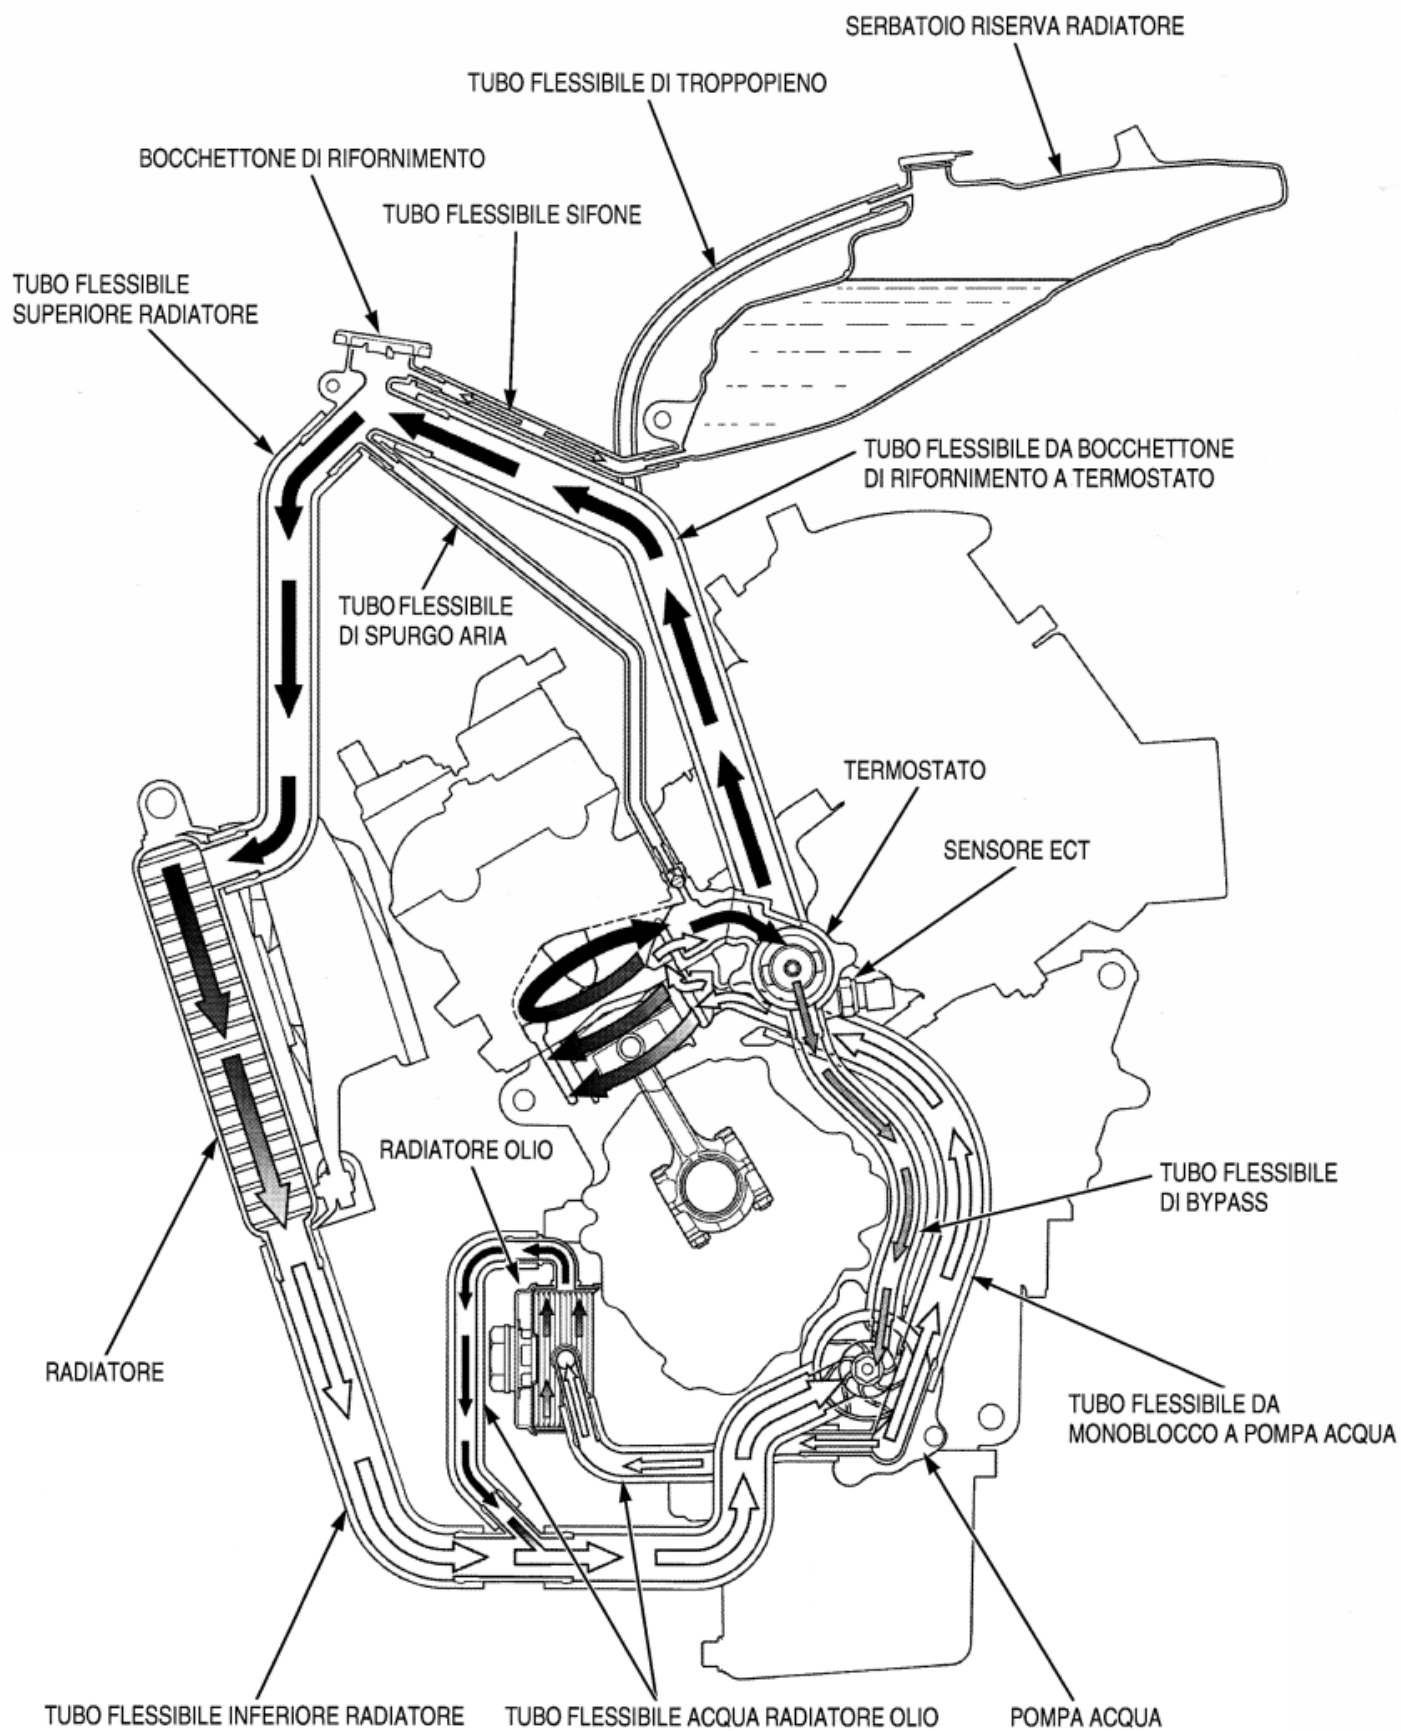 SERBATOIO RISERVA RADIATORE
TUBO FLESSIBILE DI TROPPOPIENO
BOCCHETTONE DI RIFORNIMENTO
TUBO FLESSIBILE SIFONE
TUBO FLESSIBILE
SUPERIORE RADIATORE
TUBO FLESSIBILE DA BOCCHETTONE
DI RIFORNIMENTO A TERMOSTATO
TUBO FLESSIBILE
DI SPURGO ARIA
TERMOSTATO
SENSORE ECT
RADIATORE OLIO
TUBO FLESSIBILE
DI BYPASS
RADIATORE
TUBO FLESSIBILE DA
MONOBLOCCO A POMPA ACQUA
TUBO FLESSIBILE INFERIORE RADIATORE
TUBO FLESSIBILE ACQUA RADIATORE OLIO
POMPA ACQUA